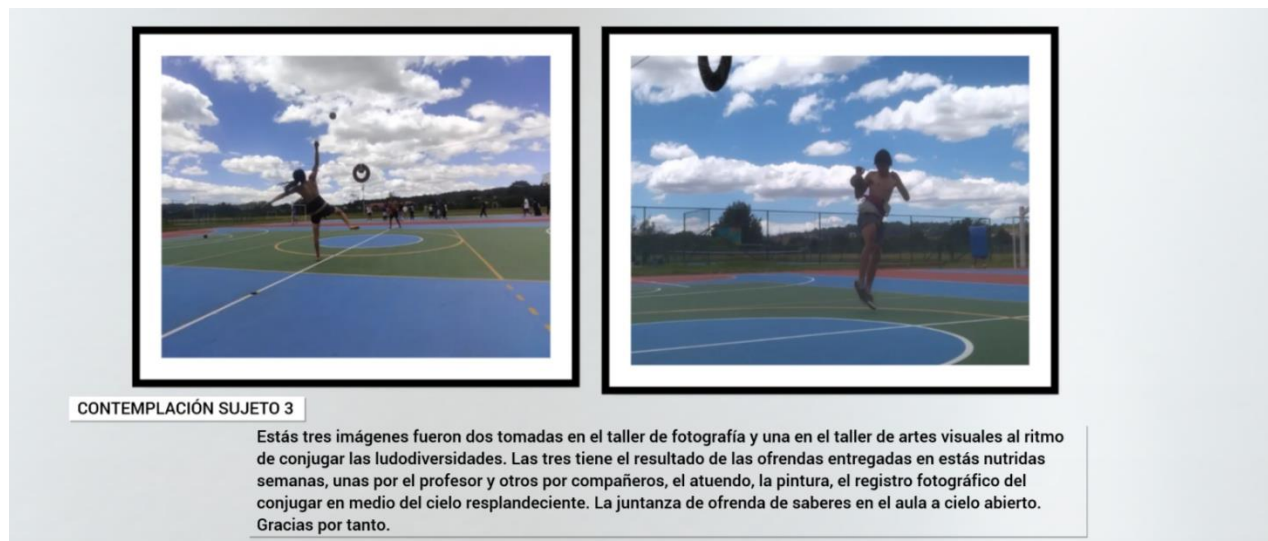 CONTEMPLACIÓN SUJETO 3
Estás tres imágenes fueron dos tomadas en el taller de fotografía y una en el taller de artes visuales al ritmo
de conjugar las ludodiversidades. Las tres tiene el resultado de las ofrendas entregadas en estás nutridas
semanas, unas por el profesor y otros por compañeros, el atuendo, la pintura, el registro fotográfico del
conjugar en medio del cielo resplandeciente. La juntanza de ofrenda de saberes en el aula a cielo abierto.
Gracias por tanto.